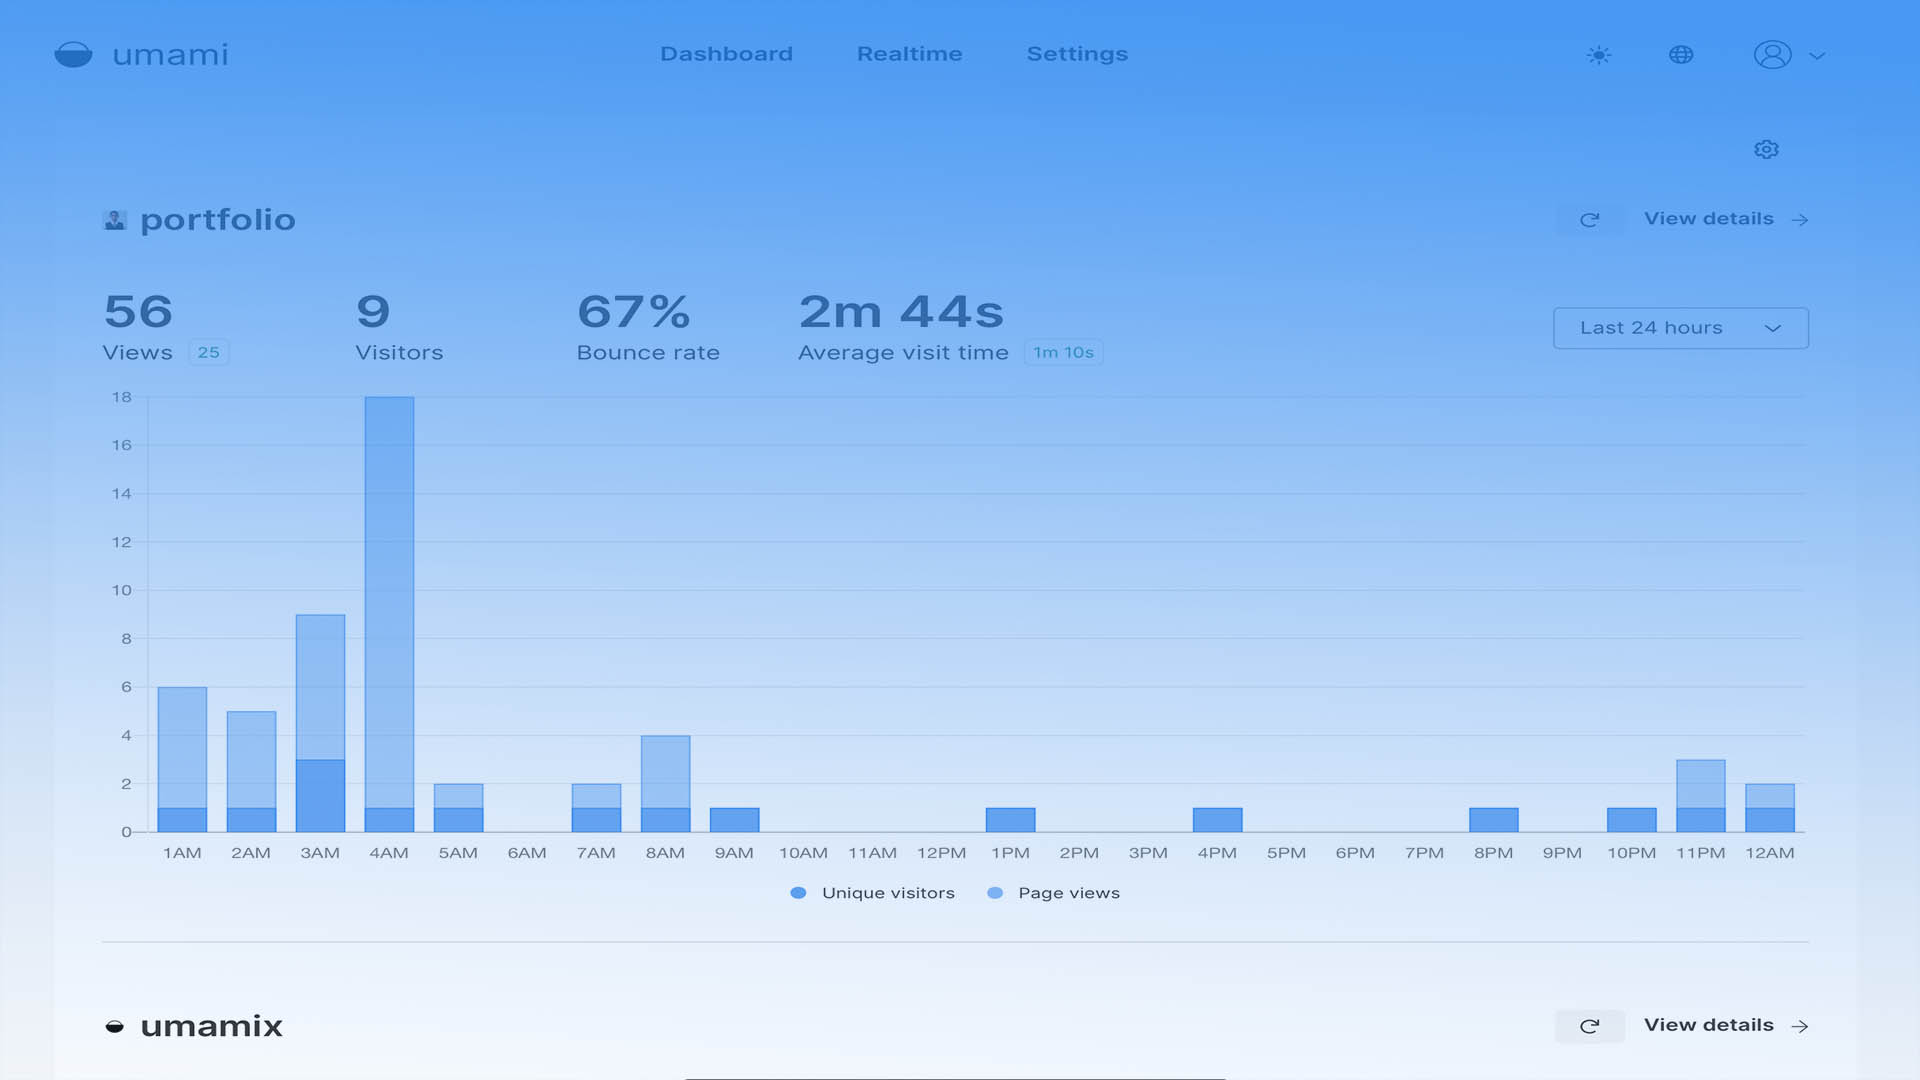 umami Dashboard Realtime Settings
portfolio View details
56 9 67% 2m 44s
Views 25 Visitors Bounce rate Average visit time 1m 10s
Last 24 hours
18
16
14
12
10
8
6
4
2
0
1AM 2AM 3AM 4AM 5AM 6AM 7AM 8AM 9AM 10AM 11AM 12PM 1PM 2PM 3PM 4PM 5PM 6PM 7PM 8PM 9PM 10PM 11PM 12AM
Unique visitors Page views
umamix View details